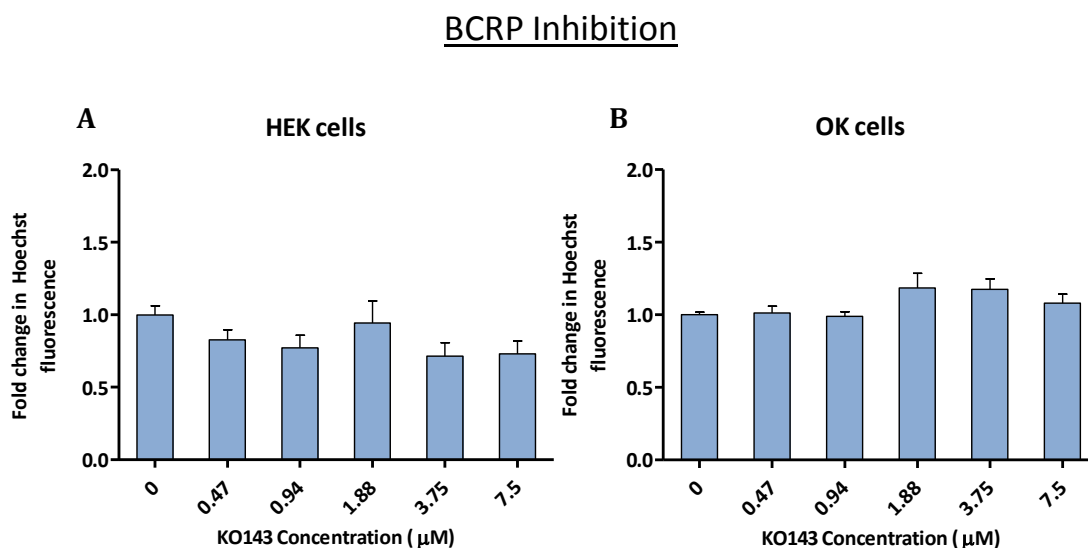 BCRP Inhibition
A
HEK cells
Fold change in Hoechst
fluorescence
2.0
1.5
1.0
0.5
0.0
0
0.47
0.94
1.88
3.75
7.5
KO143 Concentration ( μM)
B
OK cells
Fold change in Hoechst
fluorescence
2.0
1.5
1.0
0.5
0.0
0
0.47
0.94
1.88
3.75
7.5
KO143 Concentration ( μM)